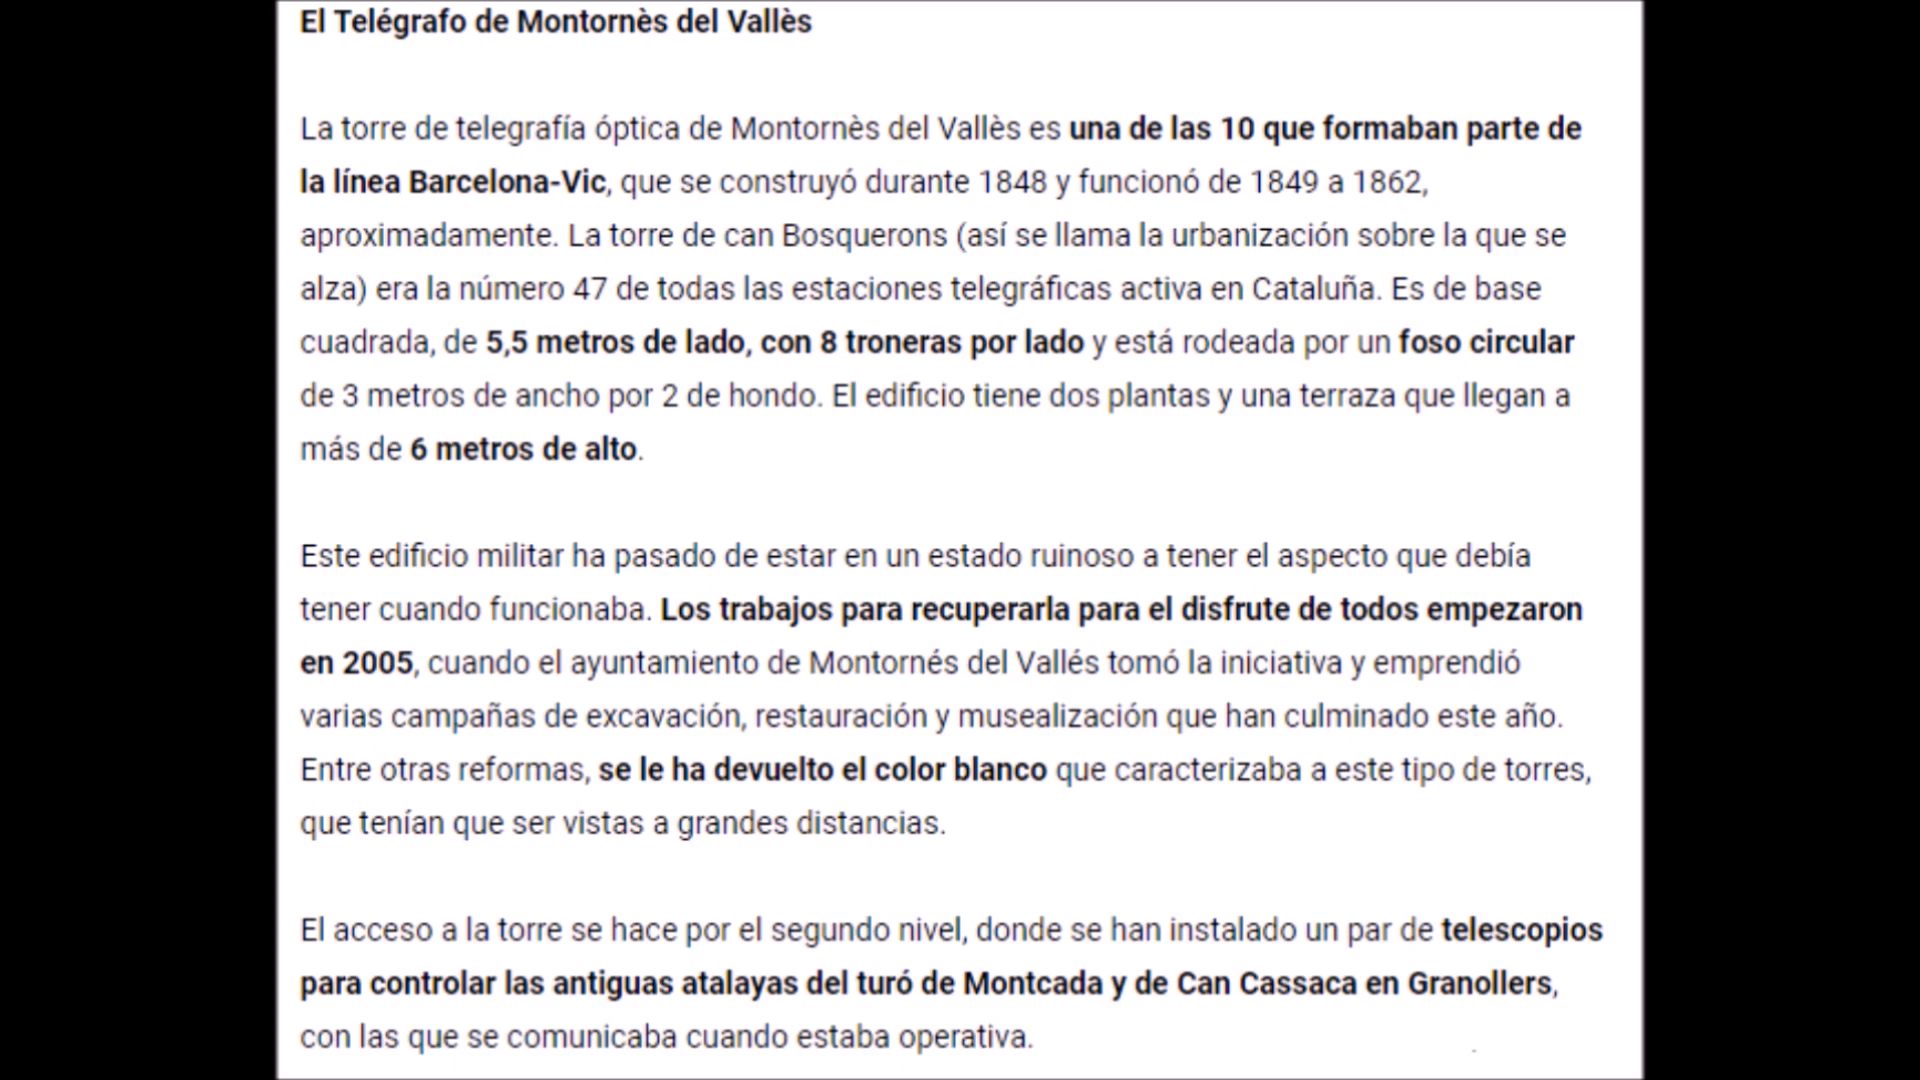 El Telégrafo de Montornès del Vallès
La torre de telegrafía óptica de Montornès del Vallès es una de las 10 que formaban parte de
la línea Barcelona-Vic, que se construyó durante 1848 y funcionó de 1849 a 1862,
aproximadamente. La torre de can Bosquerons (así se llama la urbanización sobre la que se
alza) era la número 47 de todas las estaciones telegráficas activa en Cataluña. Es de base
cuadrada, de 5,5 metros de lado, con 8 troneras por lado y está rodeada por un foso circular
de 3 metros de ancho por 2 de hondo. El edificio tiene dos plantas y una terraza que llegan a
más de 6 metros de alto.
Este edificio militar ha pasado de estar en un estado ruinoso a tener el aspecto que debía
tener cuando funcionaba. Los trabajos para recuperarla para el disfrute de todos empezaron
en 2005, cuando el ayuntamiento de Montornés del Vallés tomó la iniciativa y emprendió
varias campañas de excavación, restauración y musealización que han culminado este año.
Entre otras reformas, se le ha devuelto el color blanco que caracterizaba a este tipo de torres,
que tenían que ser vistas a grandes distancias.
El acceso a la torre se hace por el segundo nivel, donde se han instalado un par de telescopios
para controlar las antiguas atalayas del turó de Montcada y de Can Cassaca en Granollers,
con las que se comunicaba cuando estaba operativa.